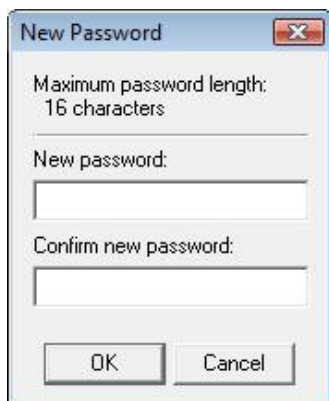 New Password
Maximum password length:
16 characters
New password:
Confirm new password:
OK
Cancel